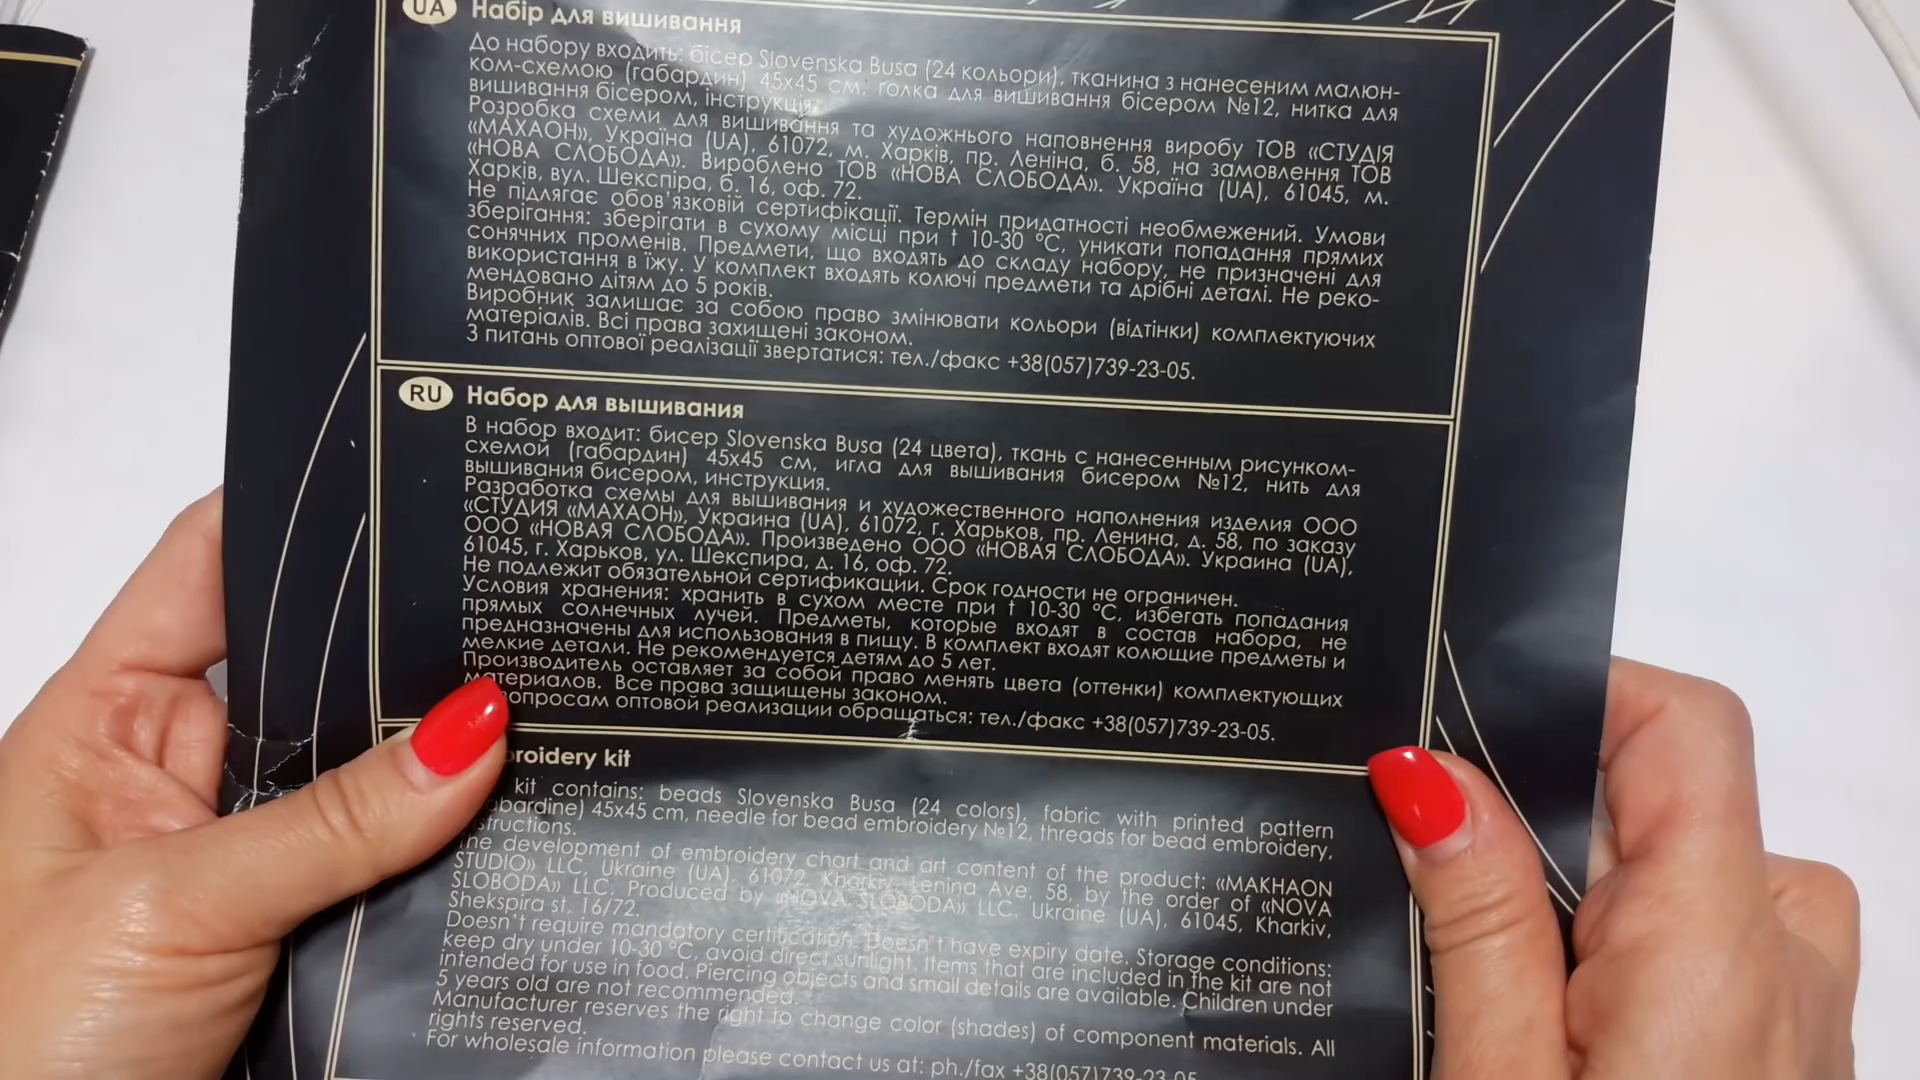 UA Набір для вишивання
До набору входить: бісер Slovenska Busa (24 кольори), тканина з нанесеним малюн-
ком-схемою (габардин) 45х45 см, голка для вишивання бісером №12, нитка для
вишивання бісером, інструкція.
Розробка схеми для вишивання та художнього наповнення виробу ТОВ «СТУДІЯ
«МАХАОН», Україна (UA), 61072, м. Харків, пр. Леніна, б. 58, на замовлення ТОВ
«НОВА СЛОБОДА». Вироблено ТОВ «НОВА СЛОБОДА». Україна (UA), 61045, м.
Харків, вул. Шекспіра, б. 16, оф. 72.
Не підлягає обов’язковій сертифікації. Термін придатності необмежений. Умови
зберігання: зберігати в сухому місці при t 10-30 °C, уникати попадання прямих
сонячних променів. Предмети, що входять до складу набору, не призначені для
використання в їжу. У комплект входять колючі предмети та дрібні деталі. Не реко-
мендовано дітям до 5 років.
Виробник залишає за собою право змінювати кольори (відтінки) комплектуючих
матеріалів. Всі права захищені законом.
З питань оптової реалізації звертатися: тел./факс +38(057)739-23-05.
RU Набор для вышивания
В набор входит: бисер Slovenska Busa (24 цвета), ткань с нанесенным рисунком-
схемой (габардин) 45х45 см, игла для вышивания бисером №12, нить для
вышивания бисером, инструкция.
Разработка схемы для вышивания и художественного наполнения изделия ООО
«СТУДИЯ «МАХАОН», Украина (UA), 61072, г. Харьков, пр. Ленина, д. 58, по заказу
ООО «НОВАЯ СЛОБОДА». Произведено ООО «НОВАЯ СЛОБОДА». Украина (UA),
61045, г. Харьков, ул. Шекспира, д. 16, оф. 72.
Не подлежит обязательной сертификации. Срок годности не ограничен.
Условия хранения: хранить в сухом месте при t 10-30 °C, избегать попадания
прямых солнечных лучей. Предметы, которые входят в состав набора, не
предназначены для использования в пищу. В комплект входят колющие предметы и
мелкие детали. Не рекомендуется детям до 5 лет.
Производитель оставляет за собой право менять цвета (оттенки) комплектующих
материалов. Все права защищены законом.
вопросам оптовой реализации обращаться: тел./факс +38(057)739-23-05.
broidery kit
kit contains: beads Slovenska Busa (24 colors), fabric with printed pattern
abardine) 45x45 cm, needle for bead embroidery №12, threads for bead embroidery,
structions.
The development of embroidery chart and art content of the product: «MAKHAON
STUDIO» LLC, Ukraine (UA), 61072, Kharkiv, Lenina Ave, 58, by the order of «NOVA
SLOBODA» LLC. Produced by «NOVA SLOBODA» LLC. Ukraine (UA), 61045, Kharkiv,
Shekspira st, 16/72.
Doesn’t require mandatory certification. Doesn’t have expiry date. Storage conditions:
keep dry under 10-30 °C, avoid direct sunlight. Items that are included in the kit are not
intended for use in food. Piercing objects and small details are available. Children under
5 years old are not recommended.
Manufacturer reserves the right to change color (shades) of component materials. All
rights reserved.
For wholesale information please contact us at: ph./fax +38(057)739-23-05